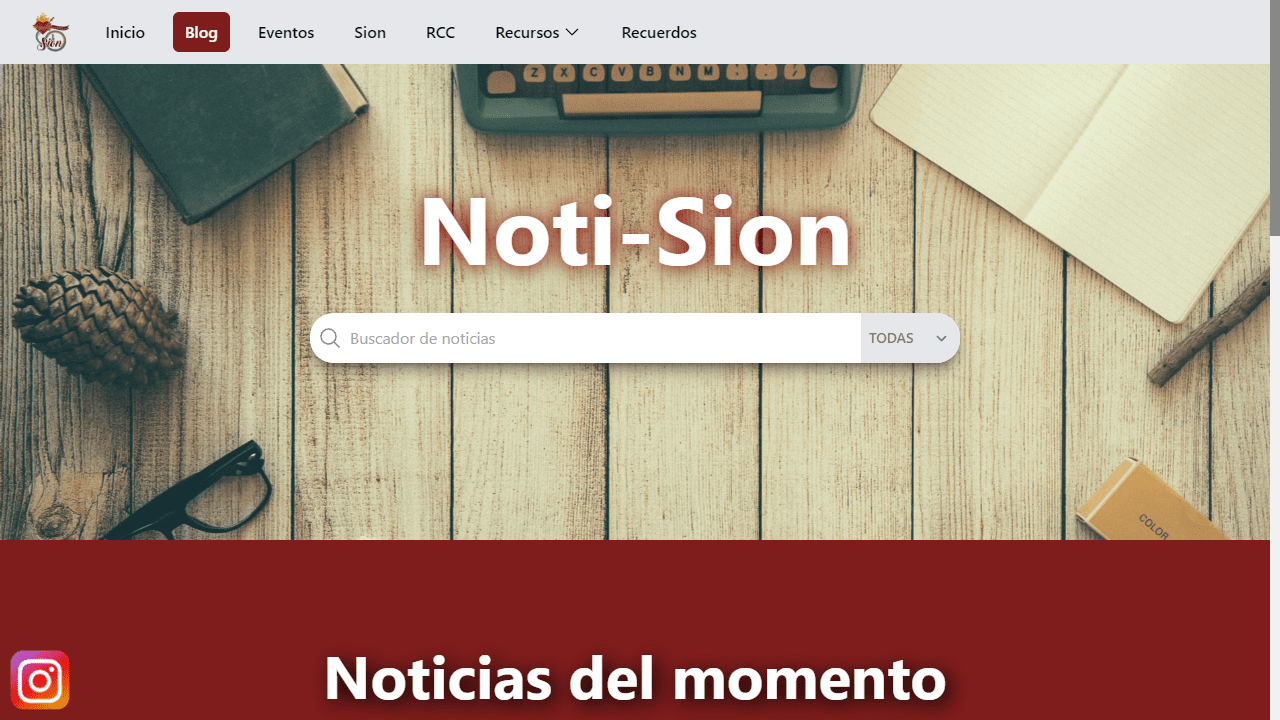 Sion
Inicio
Blog
Eventos
Sion
RCC
Recursos
Recuerdos
Z X C V B N M
Noti-Sion
Buscador de noticias
TODAS
COLOR
Noticias del momento